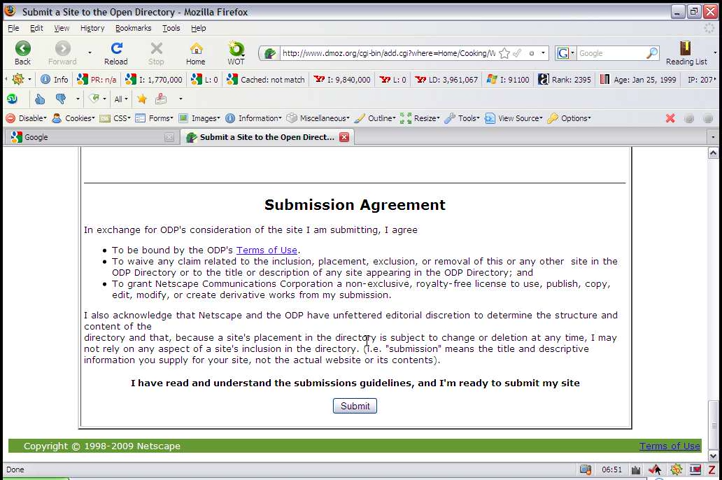 Submit a Site to the Open Directory - Mozilla Firefox
File Edit View History Bookmarks Tools Help
Back Forward Reload Stop Home WOT http://www.dmoz.org/cgi-bin/add.cgi?where=Home/Cooking/W Google Reading List
Info PR: n/a I: 1,770,000 L: 0 Cached: not match I: 9,840,000 L: 0 LD: 3,961,067 I: 91100 Rank: 2395 Age: Jan 25, 1999 IP: 207
All
Disable Cookies CSS Forms Images Information Miscellaneous Outline Resize Tools View Source Options
Google Submit a Site to the Open Direct...
Submission Agreement
In exchange for ODP's consideration of the site I am submitting, I agree
• To be bound by the ODP's Terms of Use.
• To waive any claim related to the inclusion, placement, exclusion, or removal of this or any other site in the
ODP Directory or to the title or description of any site appearing in the ODP Directory; and
• To grant Netscape Communications Corporation a non-exclusive, royalty-free license to use, publish, copy,
edit, modify, or create derivative works from my submission.
I also acknowledge that Netscape and the ODP have unfettered editorial discretion to determine the structure and
content of the
directory and that, because a site's placement in the directory is subject to change or deletion at any time, I may
not rely on any aspect of a site's inclusion in the directory. (i.e. "submission" means the title and descriptive
information you supply for your site, not the actual website or its contents).
I have read and understand the submissions guidelines, and I'm ready to submit my site
Submit
Copyright © 1998-2009 Netscape Terms of Use
Done 06:51